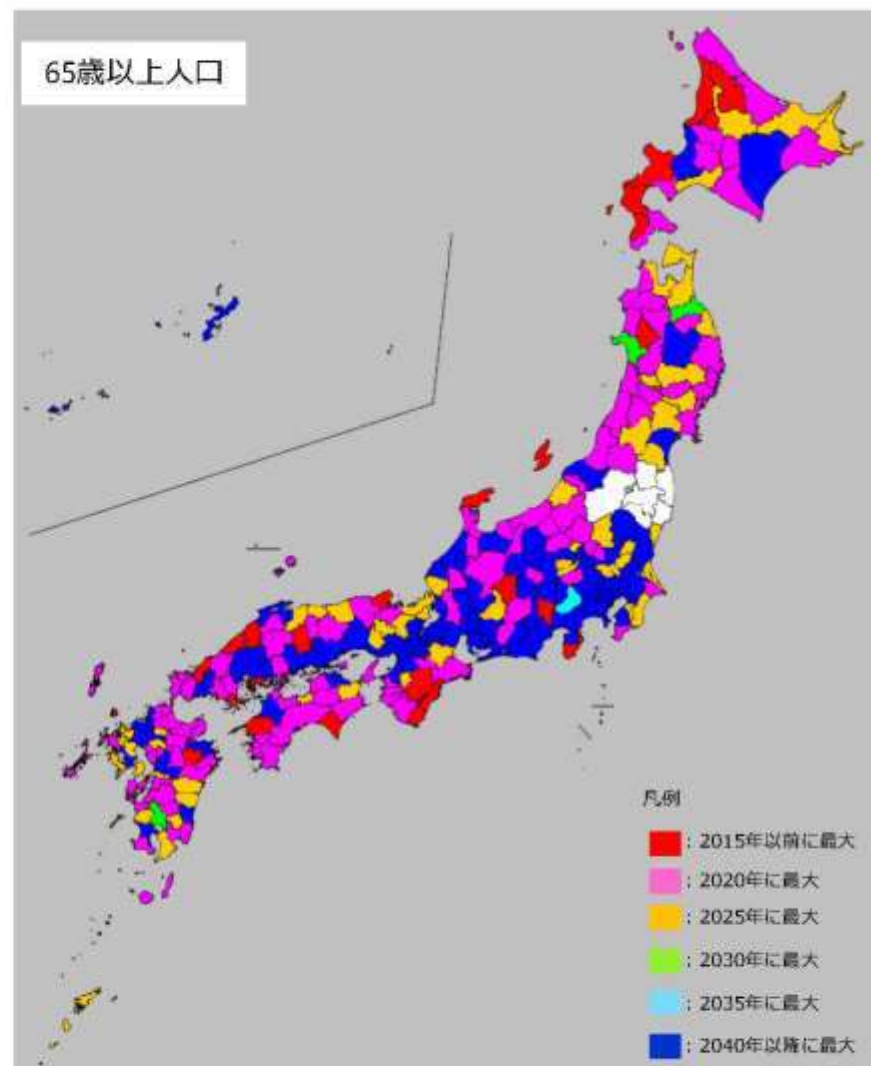 65歳以上人口
凡例
：2015年以前に最大
：2020年に最大
：2025年に最大
：2030年に最大
：2035年に最大
：2040年以降に最大